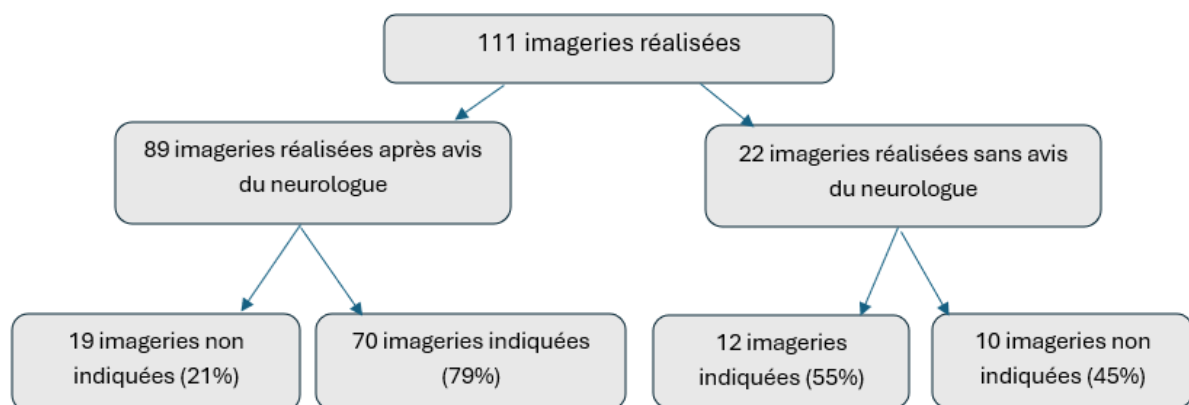 111 imageries réalisées
89 imageries réalisées après avis
du neurologue
22 imageries réalisées sans avis
du neurologue
19 imageries non
indiquées (21%)
70 imageries indiquées
(79%)
12 imageries
indiquées (55%)
10 imageries non
indiquées (45%)